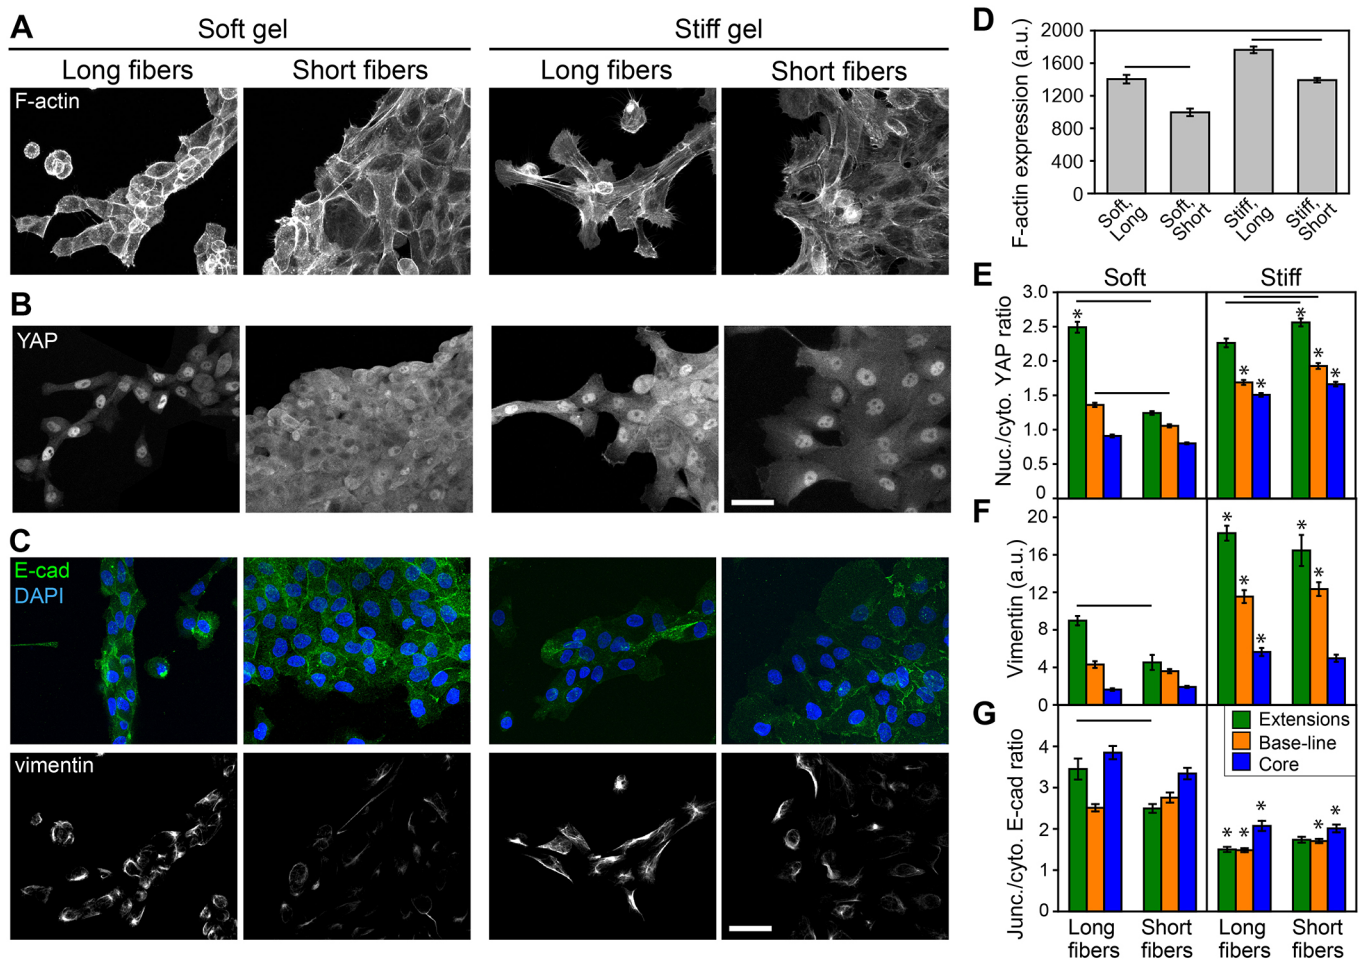 A
Soft gel
Stiff gel
Long fibers
Short fibers
Long fibers
Short fibers
F-actin
B
YAP
C
E-cad
DAPI
vimentin
D
F-actin expression (a.u.)
2000
1600
1200
800
400
0
Soft, Long
Soft, Short
Stiff, Long
Stiff, Short
E
Soft
Stiff
Nuc./cyto. YAP ratio
3.0
2.5
2.0
1.5
1.0
0.5
0
*
*
*
*
*
*
F
Vimentin (a.u.)
20
16
12
8
4
0
*
*
*
*
*
G
Junc./cyto. E-cad ratio
4
3
2
1
0
Extensions
Base-line
Core
*
*
*
*
*
Long fibers
Short fibers
Long fibers
Short fibers